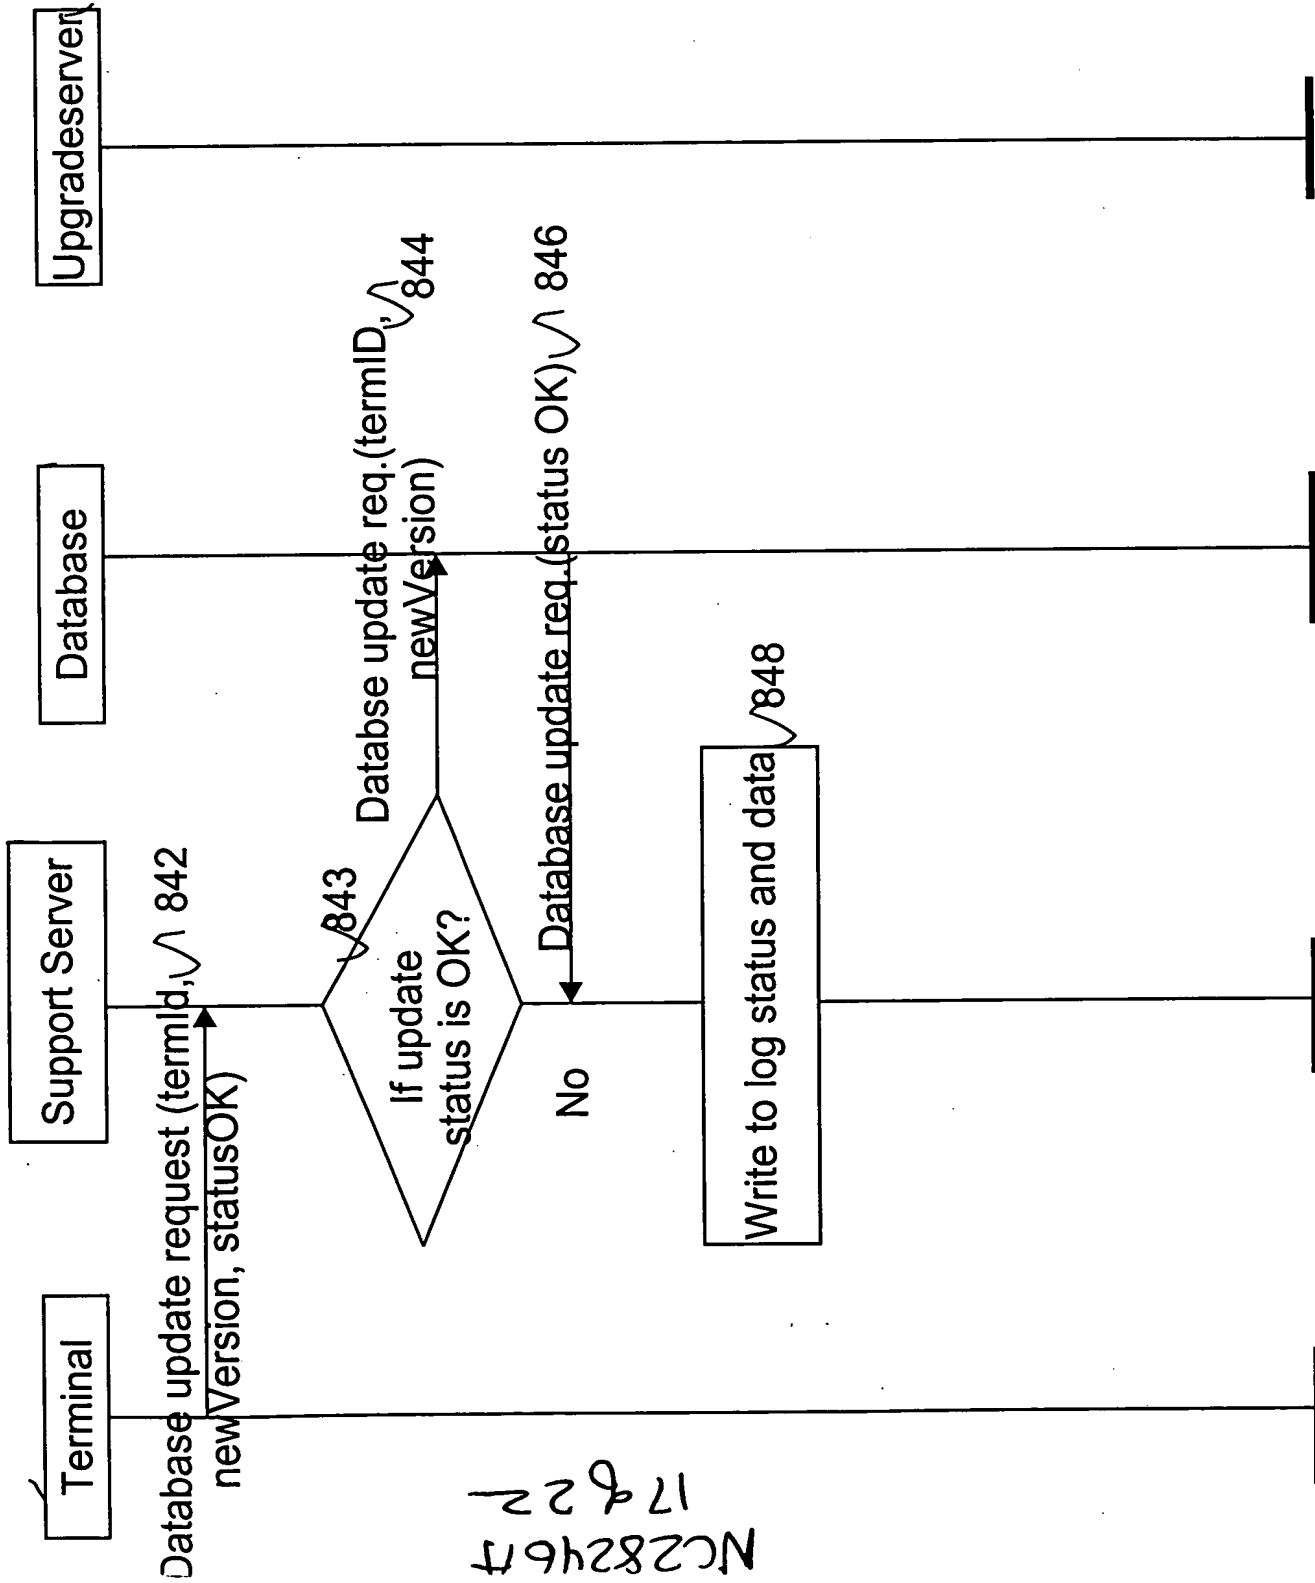 Terminal
Support Server
Database
Upgradeserver
Database update request (termId,
newVersion, statusOK)
842
843
If update
status is OK?
Databse update req.(termID,
newVersion)
844
Database update req.(status OK)
846
No
Write to log status and data
848
NC28246
17 & 22